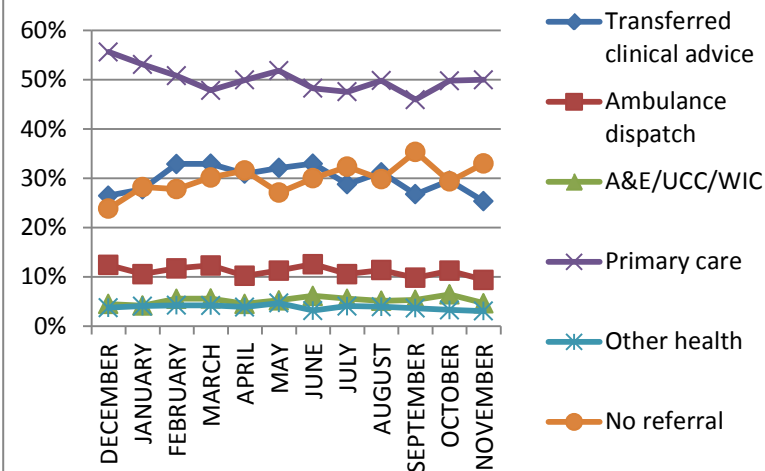 60%
50%
40%
30%
20%
10%
0%
DECEMBER
JANUARY
FEBRUARY
MARCH
APRIL
MAY
JUNE
JULY
AUGUST
SEPTEMBER
OCTOBER
NOVEMBER
Transferred
clinical advice
Ambulance
dispatch
A&E/UCC/WIC
Primary care
Other health
No referral